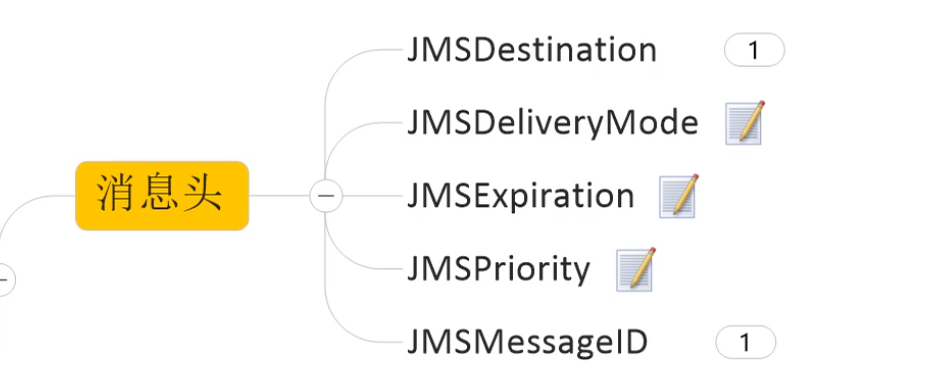 JMSDestination 1
JMSDeliveryMode
消息头
JMSExpiration
JMSPriority
JMSMessageID 1